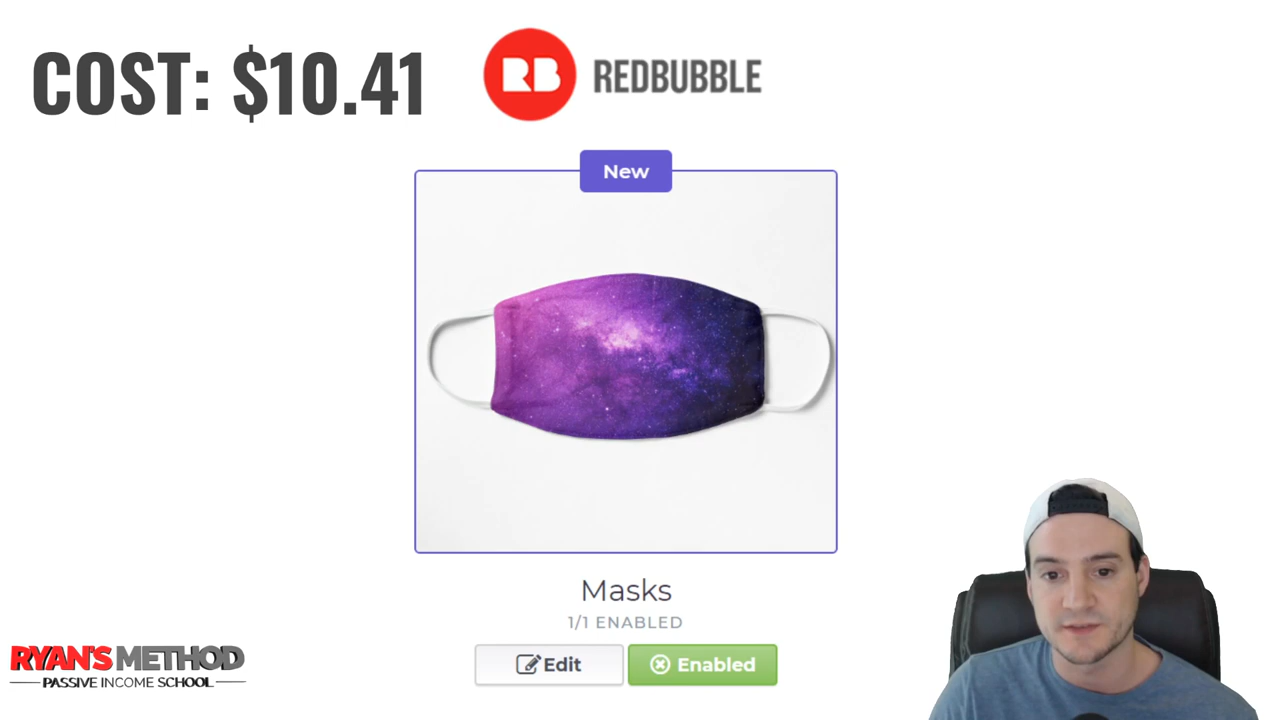 COST: $10.41
RB REDBUBBLE
New
Masks
1/1 ENABLED
Edit
Enabled
RYAN'S METHOD
PASSIVE INCOME SCHOOL